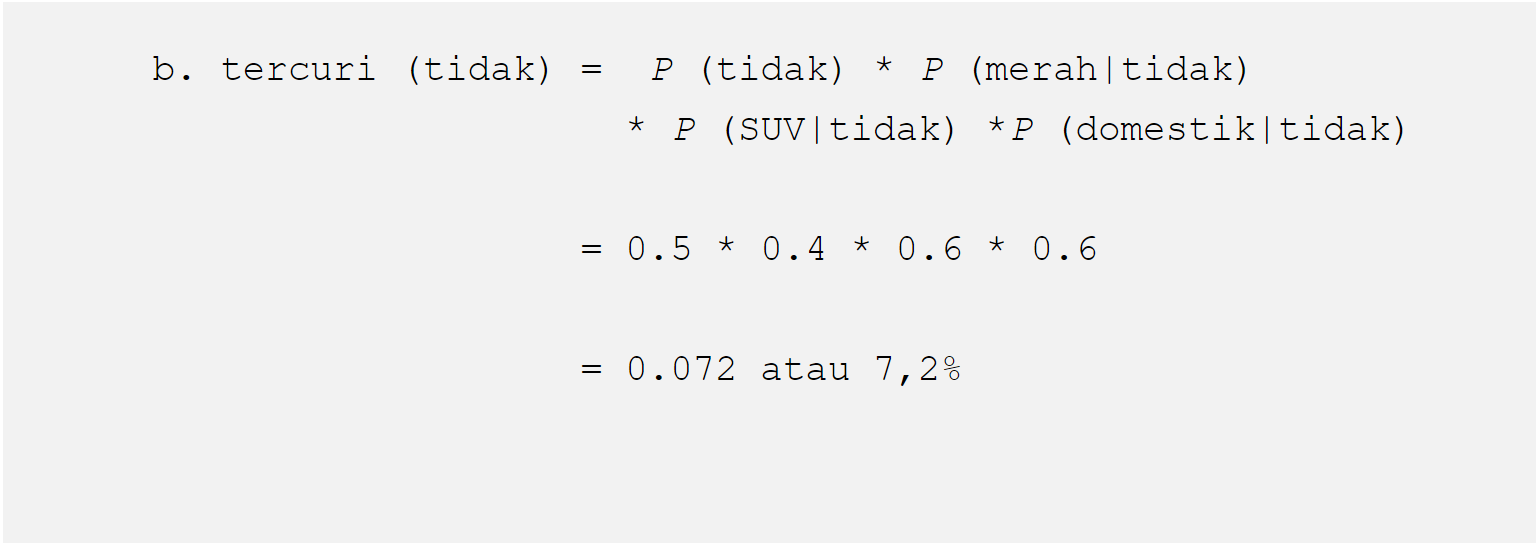 b. tercuri (tidak) = P (tidak) * P (merah|tidak)
* P (SUV|tidak) *P (domestik|tidak)
= 0.5 * 0.4 * 0.6 * 0.6
= 0.072 atau 7,2%